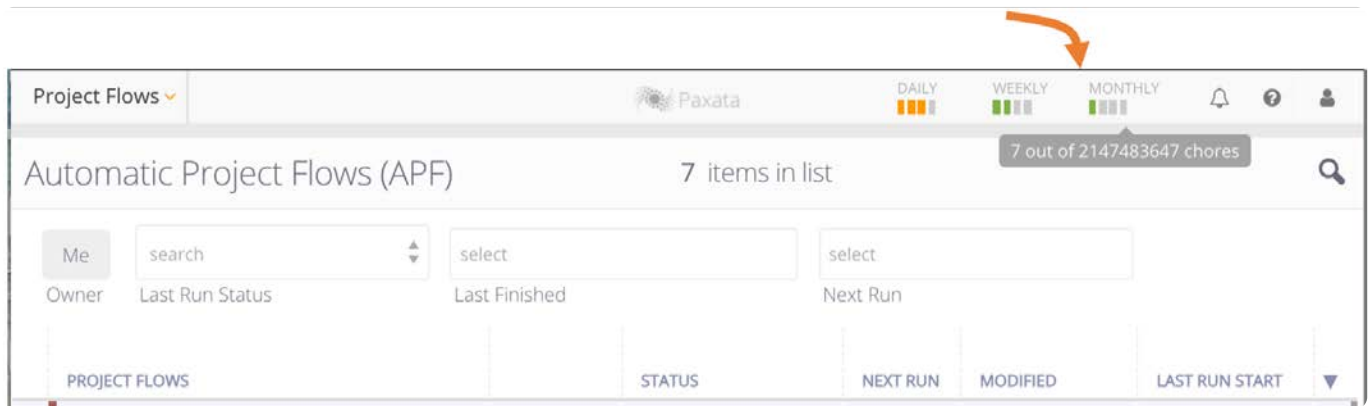 Project Flows
Paxata
DAILY
WEEKLY
MONTHLY
7 out of 2147483647 chores
Automatic Project Flows (APF)
7 items in list
Me
search
select
select
Owner
Last Run Status
Last Finished
Next Run
PROJECT FLOWS
STATUS
NEXT RUN
MODIFIED
LAST RUN START